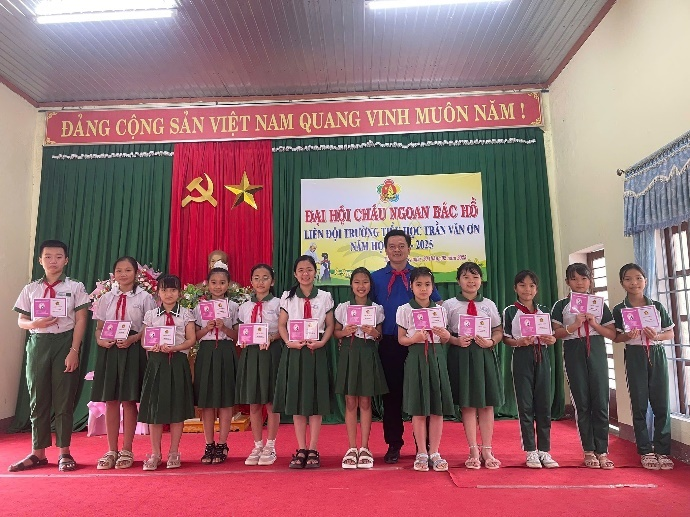 ĐẢNG CỘNG SẢN VIỆT NAM QUANG VINH MUÔN NĂM !
ĐẠI HỘI CHÁU NGOAN BÁC HỒ
LIÊN ĐỘI TRƯỜNG TIỂU HỌC TRẦN VĂN ƠN
NĂM HỌC 2025